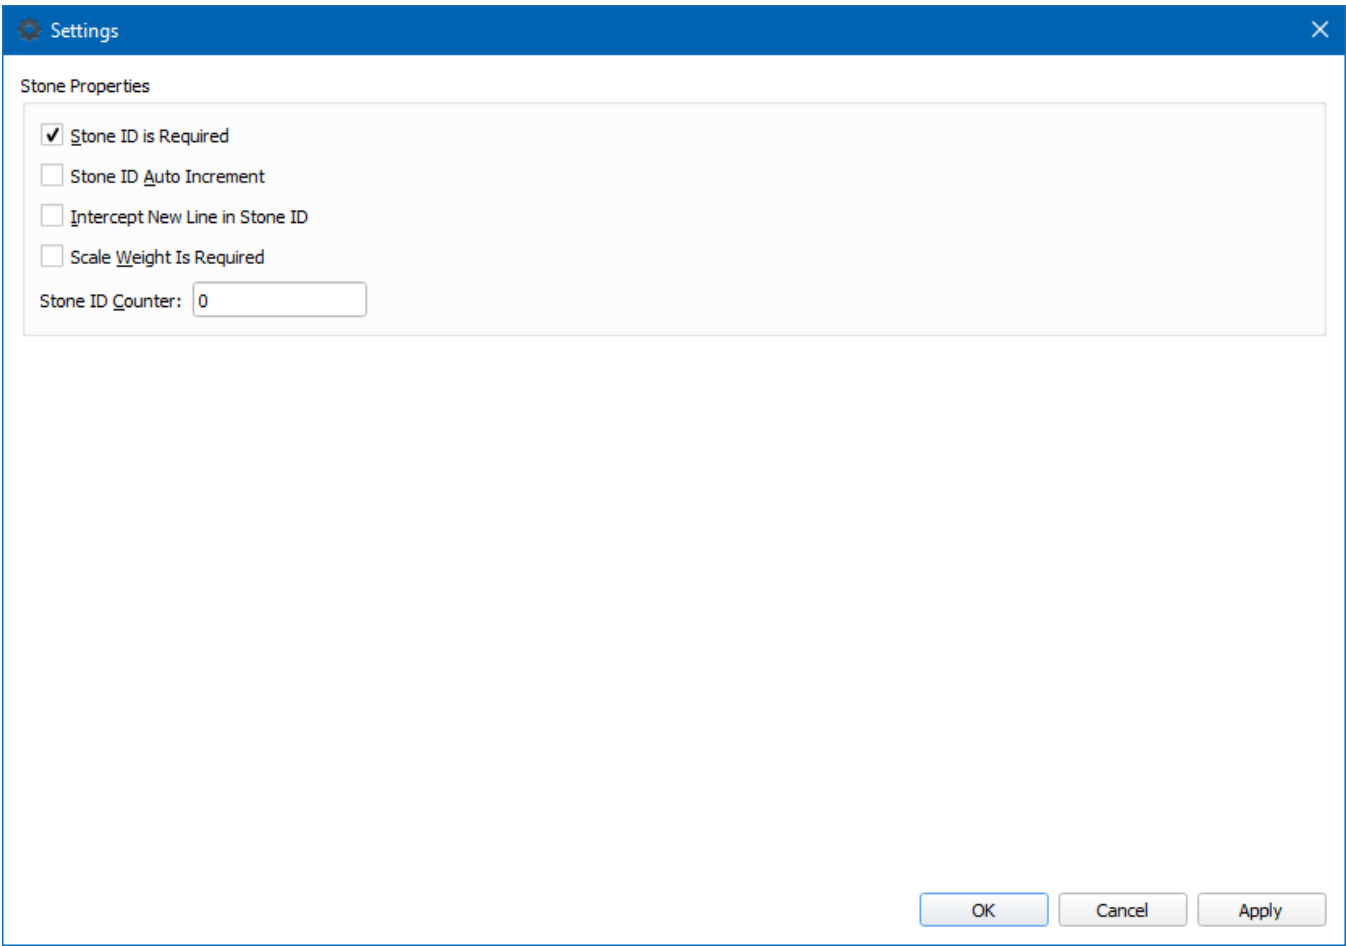 Settings
Stone Properties
Stone ID is Required
Stone ID Auto Increment
Intercept New Line in Stone ID
Scale Weight Is Required
Stone ID Counter: 0
OK Cancel Apply